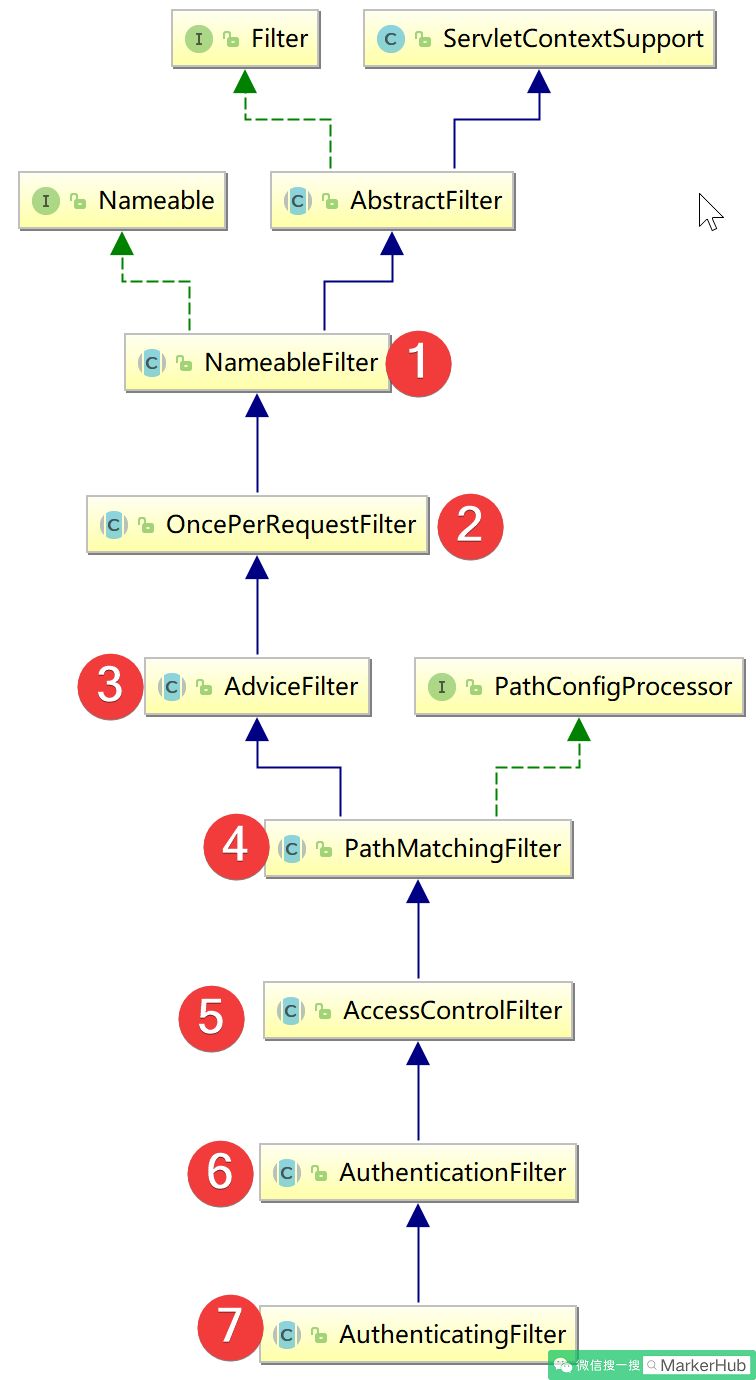 I Filter
C ServletContextSupport
I Nameable
C AbstractFilter
C NameableFilter 1
C OncePerRequestFilter 2
3 C AdviceFilter
I PathConfigProcessor
4 C PathMatchingFilter
5 C AccessControlFilter
6 C AuthenticationFilter
7 C AuthenticatingFilter
微信搜一搜 MarkerHub